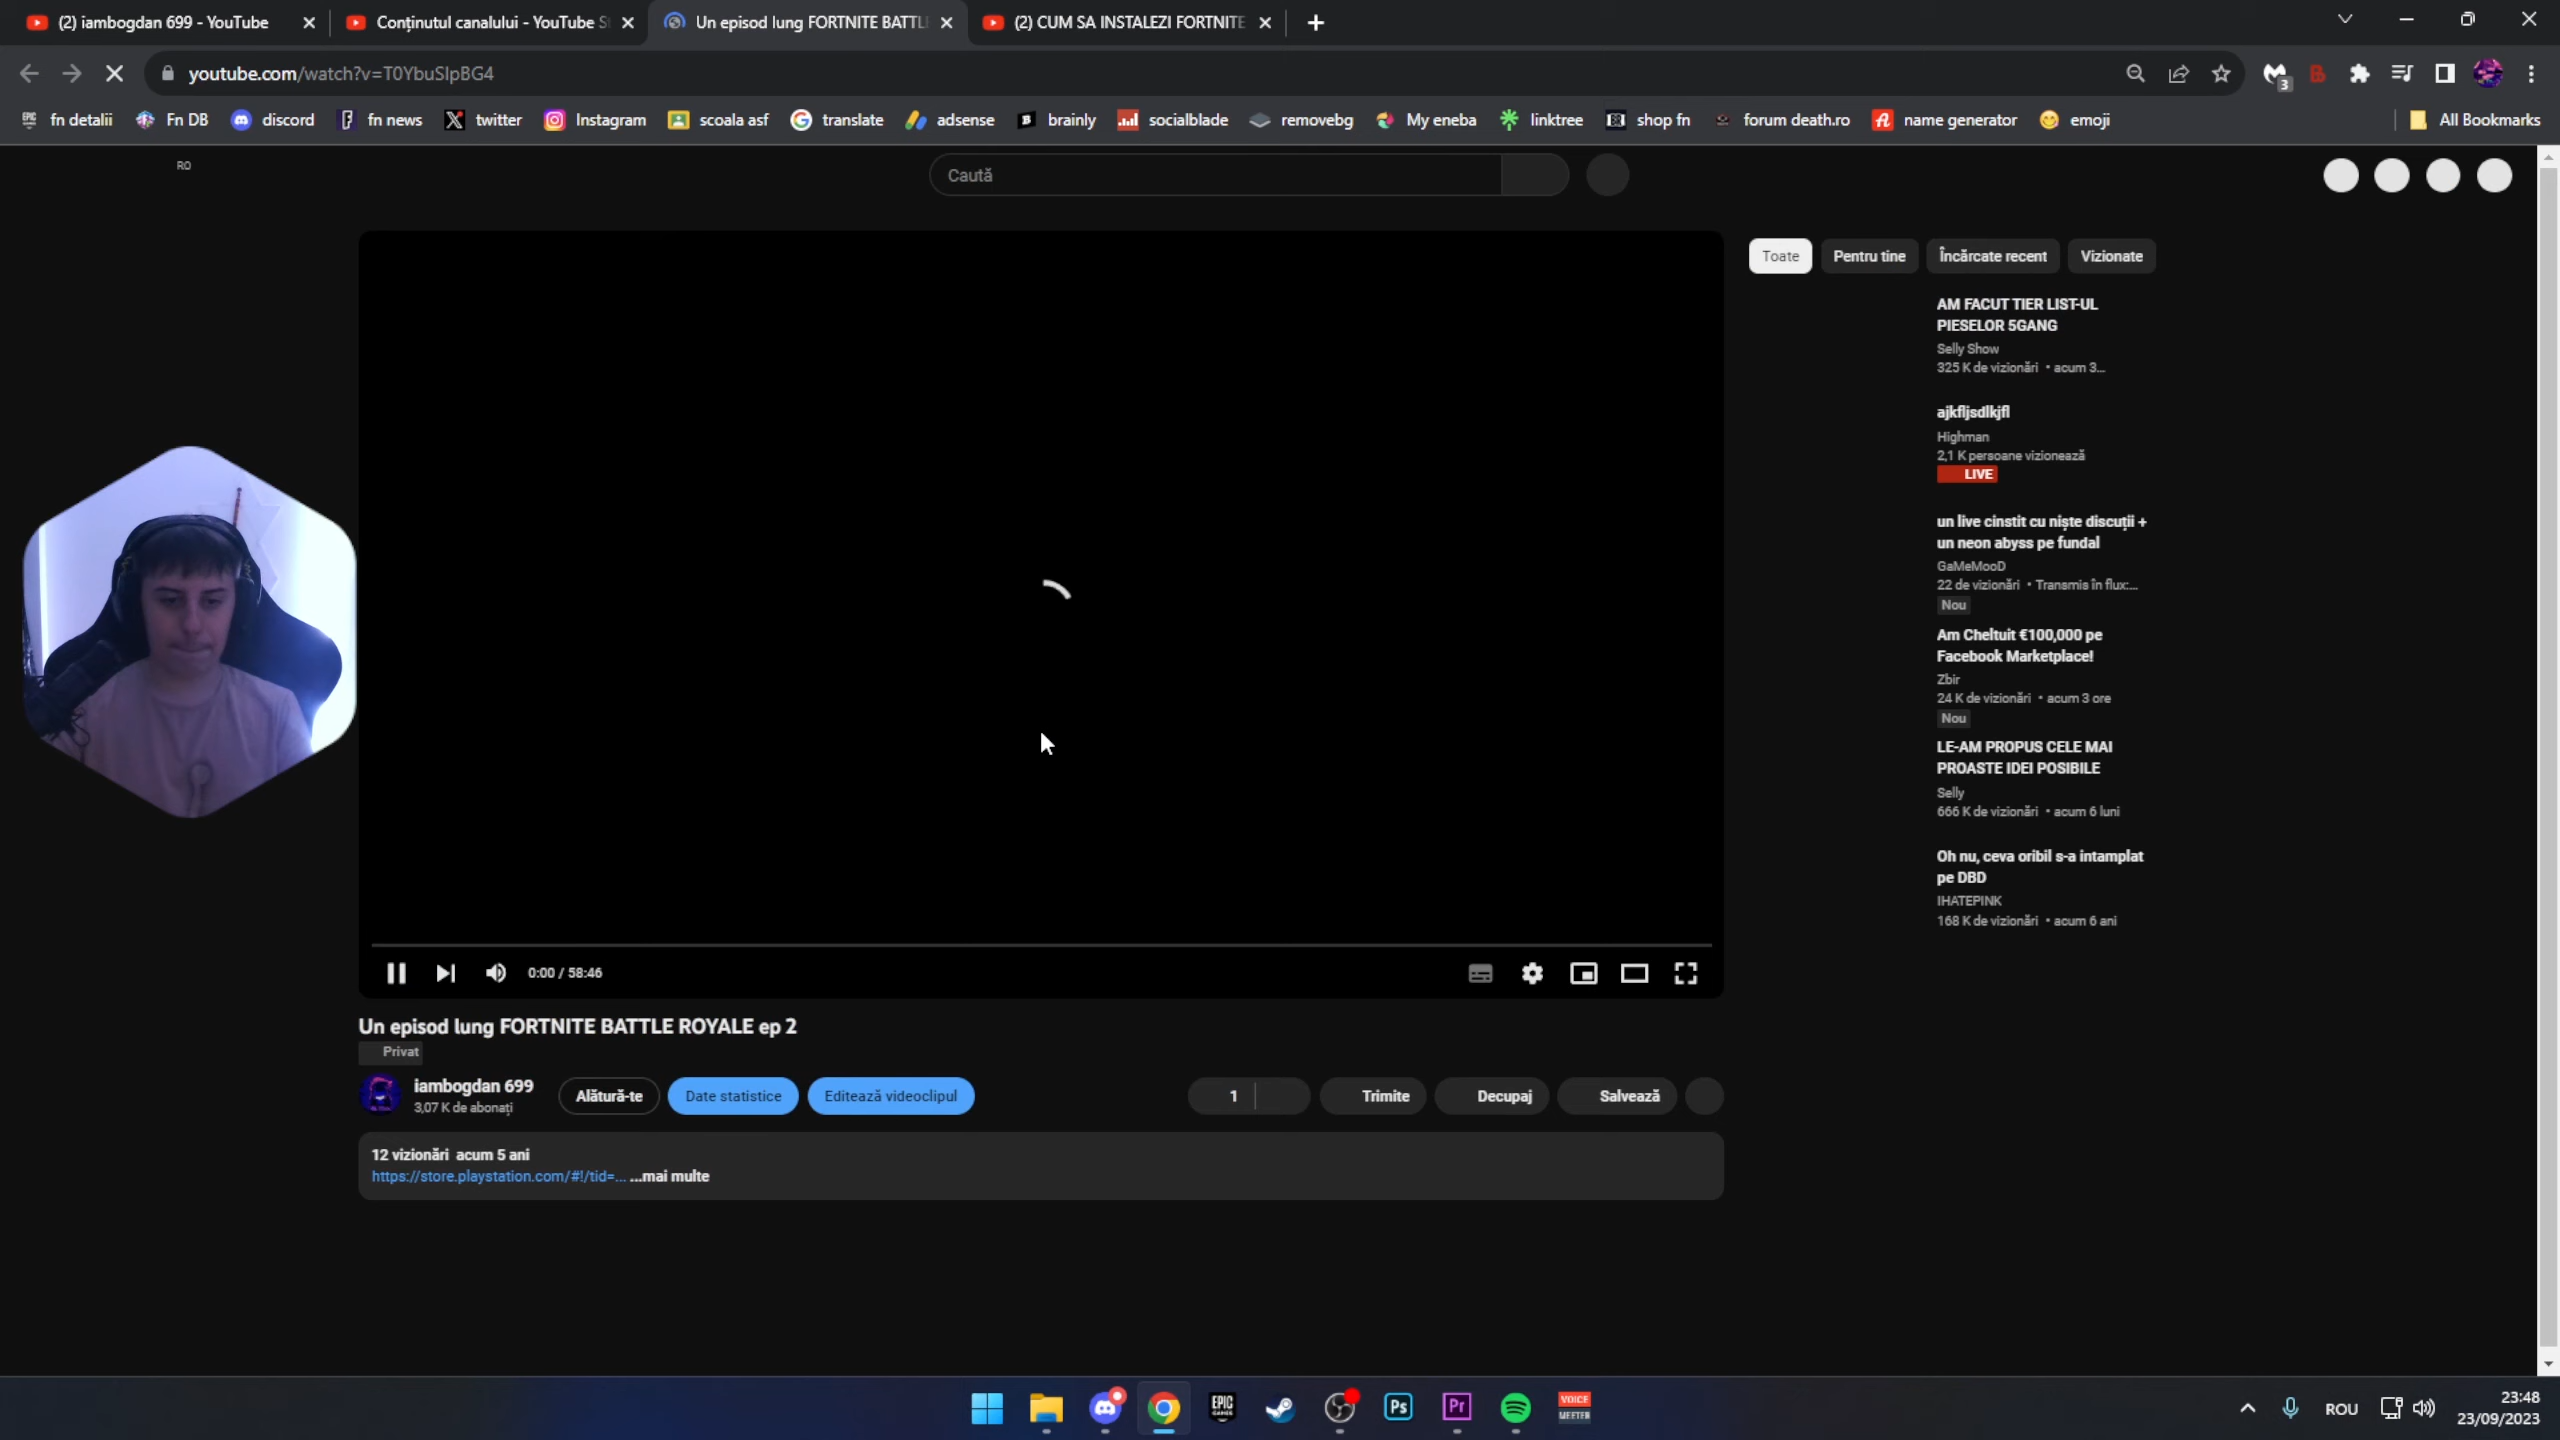 (2) iambogdan 699 - YouTube
Conținutul canalului - YouTube S
Un episod lung FORTNITE BATTL
(2) CUM SA INSTALEZI FORTNITE
youtube.com/watch?v=T0YbuSlpBG4
3
fn detalii
Fn DB
discord
fn news
twitter
Instagram
scoala asf
translate
adsense
brainly
socialblade
removebg
My eneba
linktree
shop fn
forum death.ro
name generator
emoji
All Bookmarks
RO
Caută
Toate
Pentru tine
Încărcate recent
Vizionate
AM FACUT TIER LIST-UL
PIESELOR 5GANG
Selly Show
325 K de vizionări • acum 3...
ajkfljsdlkjfl
Highman
2,1 K persoane vizionează
LIVE
un live cinstit cu niște discuții +
un neon abyss pe fundal
GaMeMooD
22 de vizionări • Transmis în flux:...
Nou
Am Cheltuit €100,000 pe
Facebook Marketplace!
Zbir
24 K de vizionări • acum 3 ore
Nou
LE-AM PROPUS CELE MAI
PROASTE IDEI POSIBILE
Selly
666 K de vizionări • acum 6 luni
Oh nu, ceva oribil s-a intamplat
pe DBD
IHATEPINK
168 K de vizionări • acum 6 ani
0:00 / 58:46
Un episod lung FORTNITE BATTLE ROYALE ep 2
Privat
iambogdan 699
3,07 K de abonați
Alătură-te
Date statistice
Editează videoclipul
1
Trimite
Decupaj
Salvează
12 vizionări acum 5 ani
https://store.playstation.com/#!/tid=... ...mai multe
EPIC
GAMES
Ps
Pr
VOICE
MEETER
ROU
23:48
23/09/2023